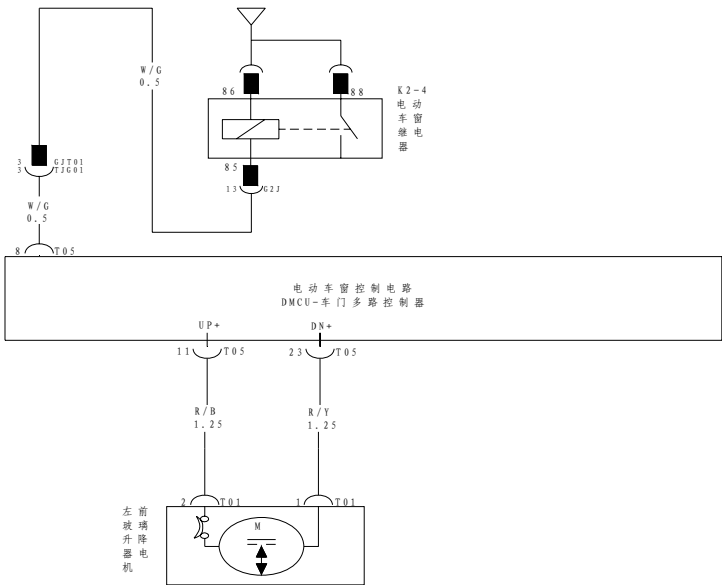 W/G
0.5
86
88
K2-4
电动
车窗
继电
器
85
13
G2J
3
GJT01
3
TJG01
W/G
0.5
8
T05
电动车窗控制电路
DMCU-车门多路控制器
UP+
DN+
11
T05
23
T05
R/B
1.25
R/Y
1.25
2
T01
1
T01
左前
玻璃
升降
器电
机
M